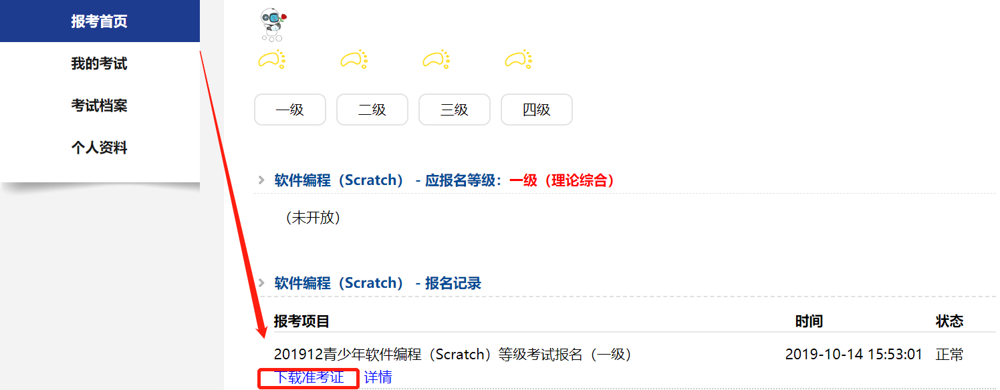 报考首页
我的考试
考试档案
个人资料
一级 二级 三级 四级
软件编程（Scratch） - 应报名等级：一级（理论综合）
（未开放）
软件编程（Scratch） - 报名记录
报考项目 时间 状态
201912青少年软件编程（Scratch）等级考试报名（一级） 2019-10-14 15:53:01 正常
下载准考证 详情